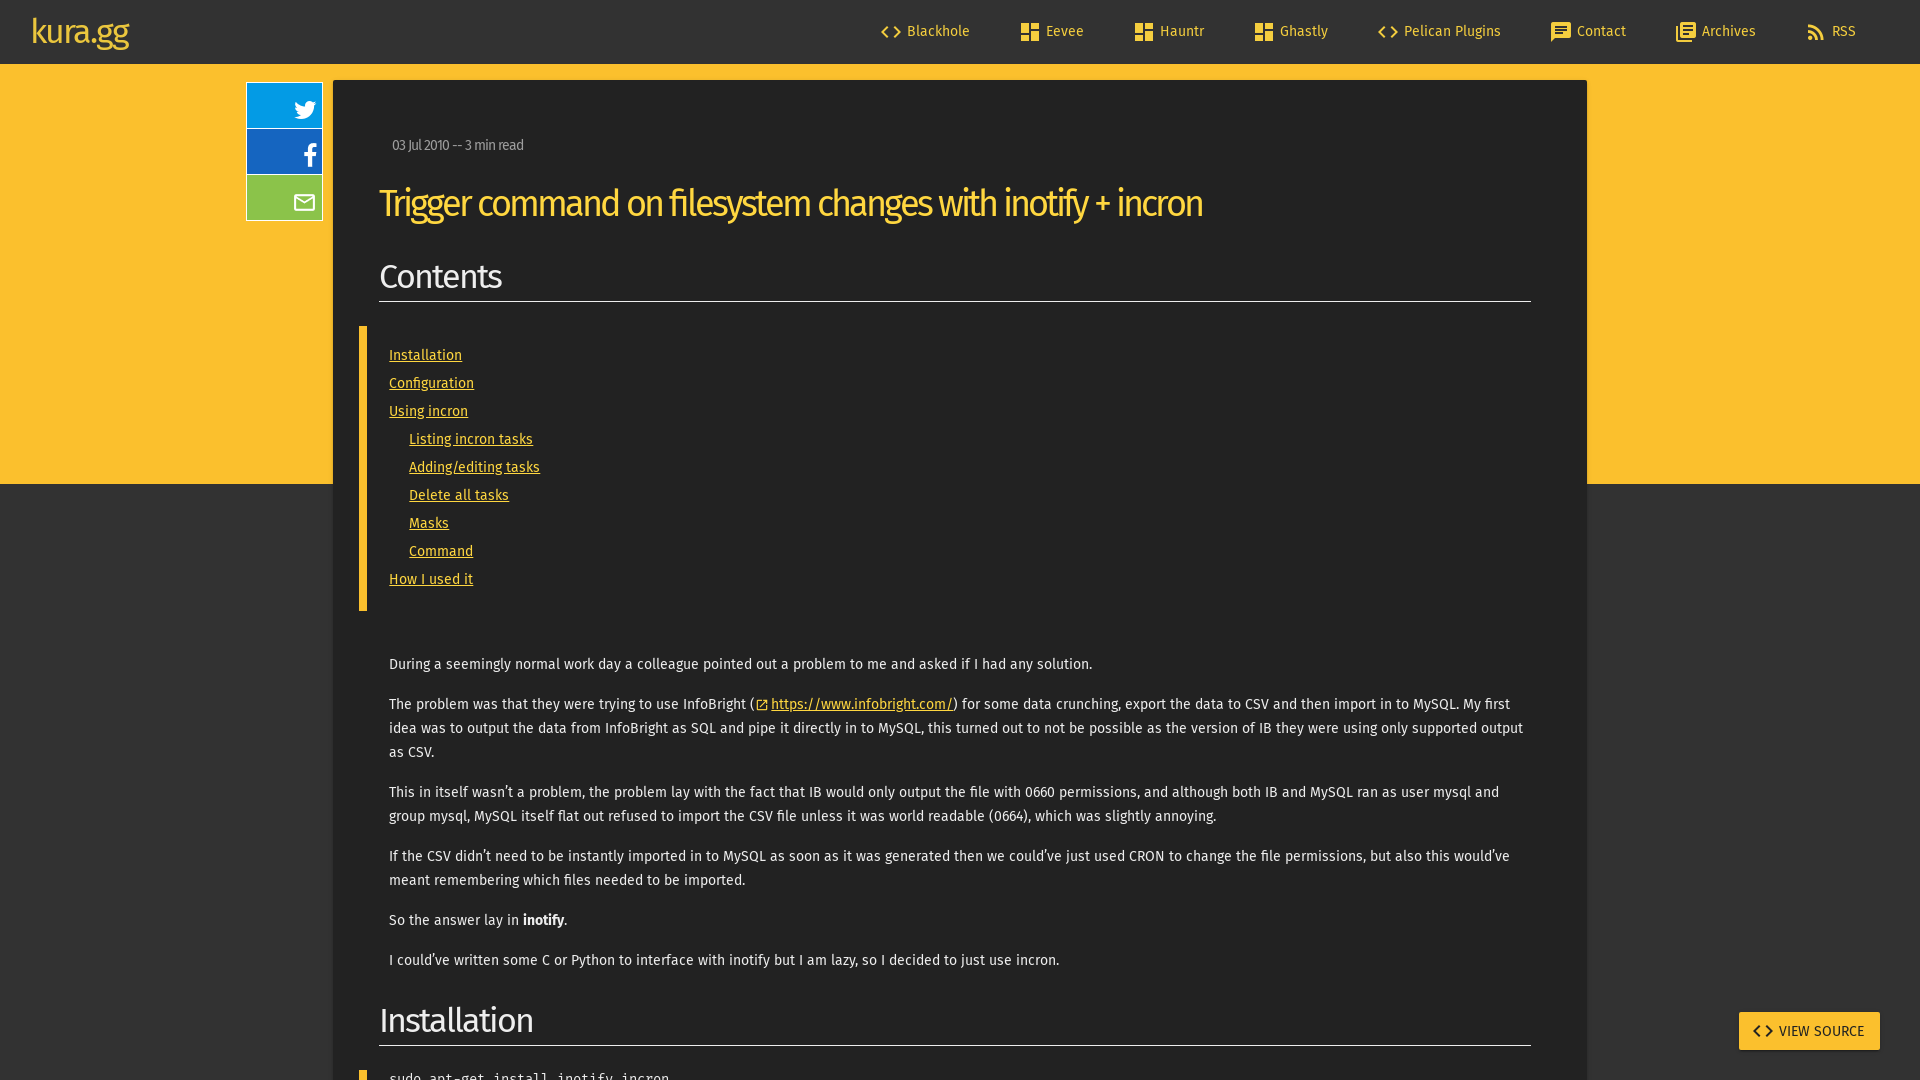 kura.gg
Blackhole
Eevee
Hauntr
Ghastly
Pelican Plugins
Contact
Archives
RSS
03 Jul 2010 -- 3 min read
Trigger command on filesystem changes with inotify + incron
Contents
Installation
Configuration
Using incron
Listing incron tasks
Adding/editing tasks
Delete all tasks
Masks
Command
How I used it
During a seemingly normal work day a colleague pointed out a problem to me and asked if I had any solution.
The problem was that they were trying to use InfoBright (https://www.infobright.com/) for some data crunching, export the data to CSV and then import in to MySQL. My first
idea was to output the data from InfoBright as SQL and pipe it directly in to MySQL, this turned out to not be possible as the version of IB they were using only supported output
as CSV.
This in itself wasn’t a problem, the problem lay with the fact that IB would only output the file with 0660 permissions, and although both IB and MySQL ran as user mysql and
group mysql, MySQL itself flat out refused to import the CSV file unless it was world readable (0664), which was slightly annoying.
If the CSV didn’t need to be instantly imported in to MySQL as soon as it was generated then we could’ve just used CRON to change the file permissions, but also this would’ve
meant remembering which files needed to be imported.
So the answer lay in inotify.
I could’ve written some C or Python to interface with inotify but I am lazy, so I decided to just use incron.
Installation
VIEW SOURCE
sudo apt-get install inotify incron